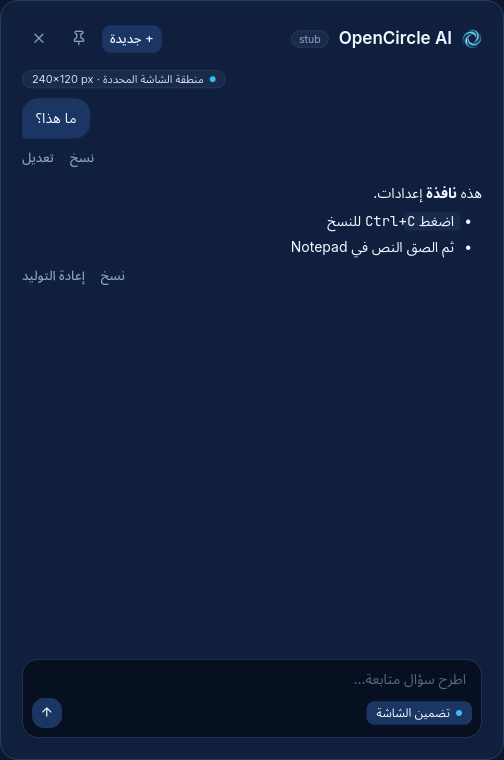 OpenCircle AI
stub
+ جديدة
منطقة الشاشة المحددة · 240×120 px
ما هذا؟
نسخ تعديل
هذه نافذة إعدادات.
• اضغط Ctrl+C للنسخ
• ثم الصق النص في Notepad
نسخ إعادة التوليد
اطرح سؤال متابعة...
تضمين الشاشة